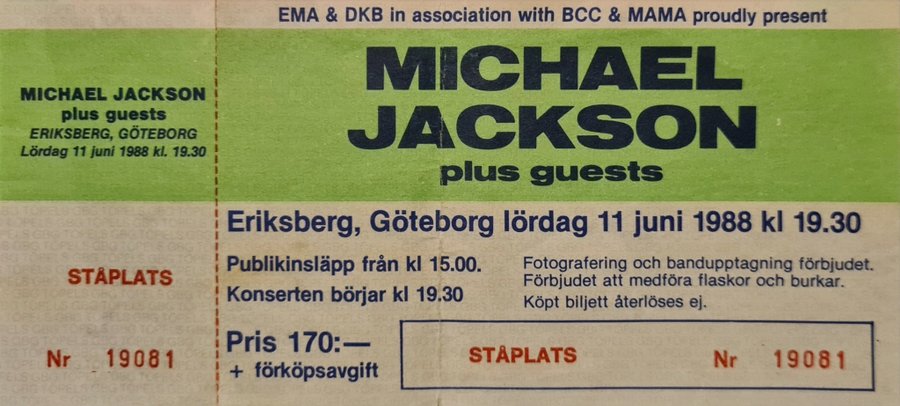 EMA & DKB in association with BCC & MAMA proudly present
MICHAEL JACKSON
plus guests
ERIKSBERG, GÖTEBORG
Lördag 11 juni 1988 kl. 19.30
STÅPLATS
Nr 19081
MICHAEL
JACKSON
plus guests
Eriksberg, Göteborg lördag 11 juni 1988 kl 19.30
Publikinsläpp från kl 15.00.
Konserten börjar kl 19.30
Fotografering och bandupptagning förbjudet.
Förbjudet att medföra flaskor och burkar.
Köpt biljett återlöses ej.
Pris 170:—
+ förköpsavgift
STÅPLATS Nr 19081